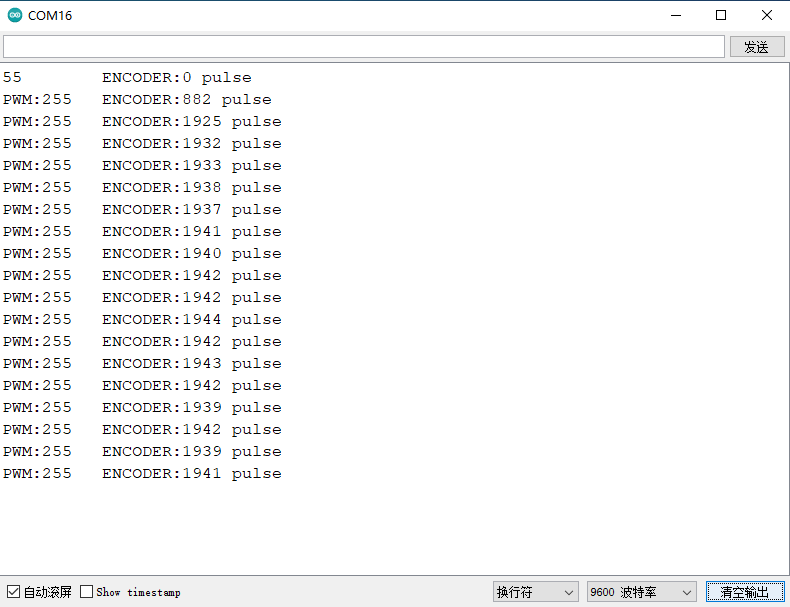 COM16
发送
55 ENCODER:0 pulse
PWM:255 ENCODER:882 pulse
PWM:255 ENCODER:1925 pulse
PWM:255 ENCODER:1932 pulse
PWM:255 ENCODER:1933 pulse
PWM:255 ENCODER:1938 pulse
PWM:255 ENCODER:1937 pulse
PWM:255 ENCODER:1941 pulse
PWM:255 ENCODER:1940 pulse
PWM:255 ENCODER:1942 pulse
PWM:255 ENCODER:1942 pulse
PWM:255 ENCODER:1944 pulse
PWM:255 ENCODER:1942 pulse
PWM:255 ENCODER:1943 pulse
PWM:255 ENCODER:1942 pulse
PWM:255 ENCODER:1939 pulse
PWM:255 ENCODER:1942 pulse
PWM:255 ENCODER:1939 pulse
PWM:255 ENCODER:1941 pulse
自动滚屏 Show timestamp 换行符 9600 波特率 清空输出